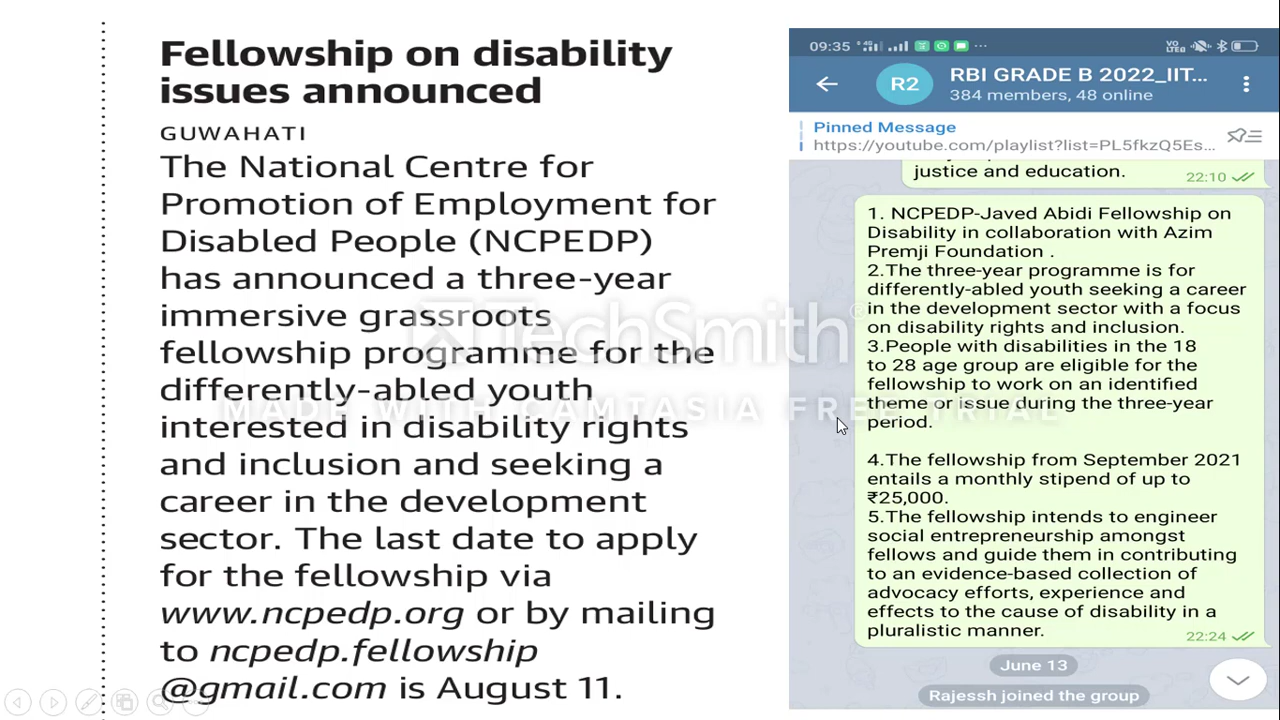 Fellowship on disability
issues announced
GUWAHATI
The National Centre for
Promotion of Employment for
Disabled People (NCPEDP)
has announced a three-year
immersive grassroots
fellowship programme for the
differently-abled youth
interested in disability rights
and inclusion and seeking a
career in the development
sector. The last date to apply
for the fellowship via
www.ncpedp.org or by mailing
to ncpedp.fellowship
@gmail.com is August 11.
TechSmith®
MADE WITH CAMTASIA FREE TRIAL
09:35
RBI GRADE B 2022_IIT...
R2
384 members, 48 online
Pinned Message
https://youtube.com/playlist?list=PL5fkzQ5Es...
justice and education.
22:10
1. NCPEDP-Javed Abidi Fellowship on
Disability in collaboration with Azim
Premji Foundation .
2.The three-year programme is for
differently-abled youth seeking a career
in the development sector with a focus
on disability rights and inclusion.
3.People with disabilities in the 18
to 28 age group are eligible for the
fellowship to work on an identified
theme or issue during the three-year
period.
4.The fellowship from September 2021
entails a monthly stipend of up to
₹25,000.
5.The fellowship intends to engineer
social entrepreneurship amongst
fellows and guide them in contributing
to an evidence-based collection of
advocacy efforts, experience and
effects to the cause of disability in a
pluralistic manner.
22:24
June 13
Rajessh joined the group